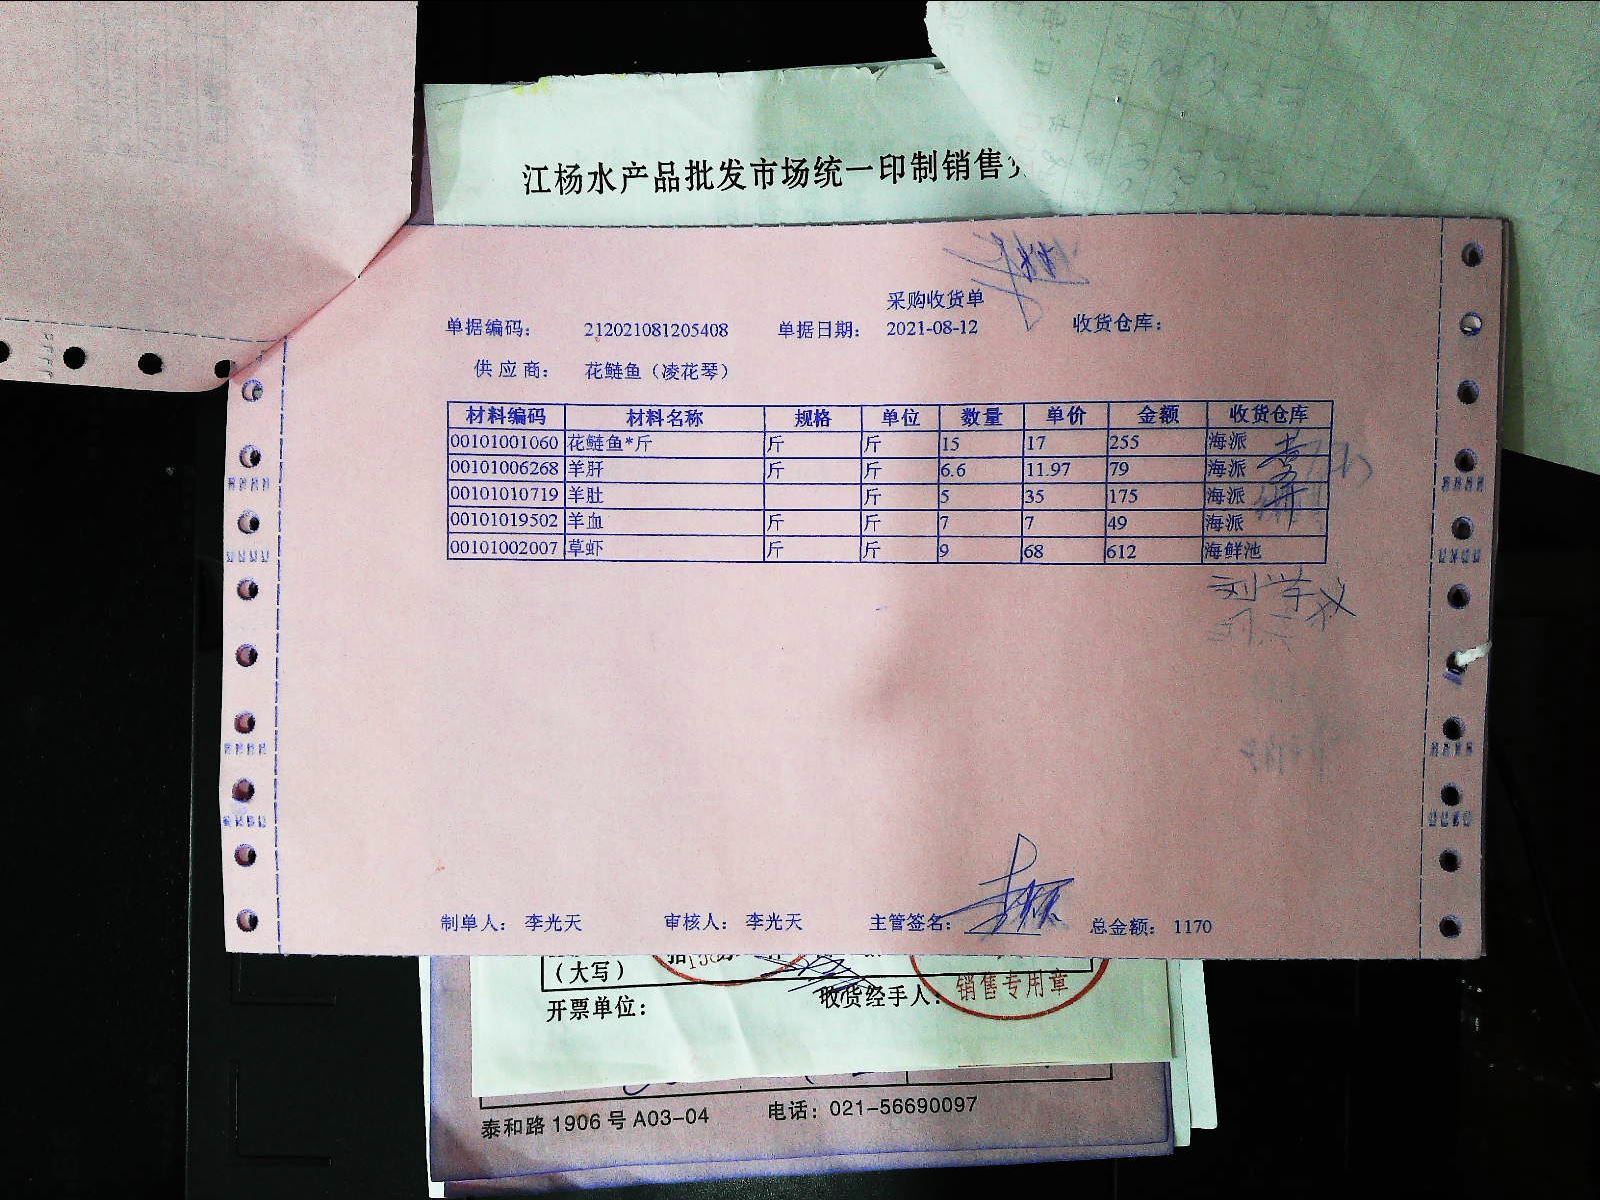 江杨水产品批发市场统一印制销售
采购收货单
单据编码： 212021081205408 单据日期： 2021-08-12 收货仓库：
供 应 商： 花鲢鱼（凌花琴）
材料编码 材料名称 规格 单位 数量 单价 金额 收货仓库
00101001060 花鲢鱼*斤 斤 斤 15 17 255 海派
00101006268 羊肝 斤 斤 6.6 11.97 79 海派
00101010719 羊肚 斤 5 35 175 海派
00101019502 羊血 斤 斤 7 7 49 海派
00101002007 草虾 斤 斤 9 68 612 海鲜池
刘学义
制单人： 李光天 审核人： 李光天 主管签名： 总金额： 1170
（大写）
开票单位： 收货经手人：
销售专用章
泰和路1906号A03-04 电话：021-56690097